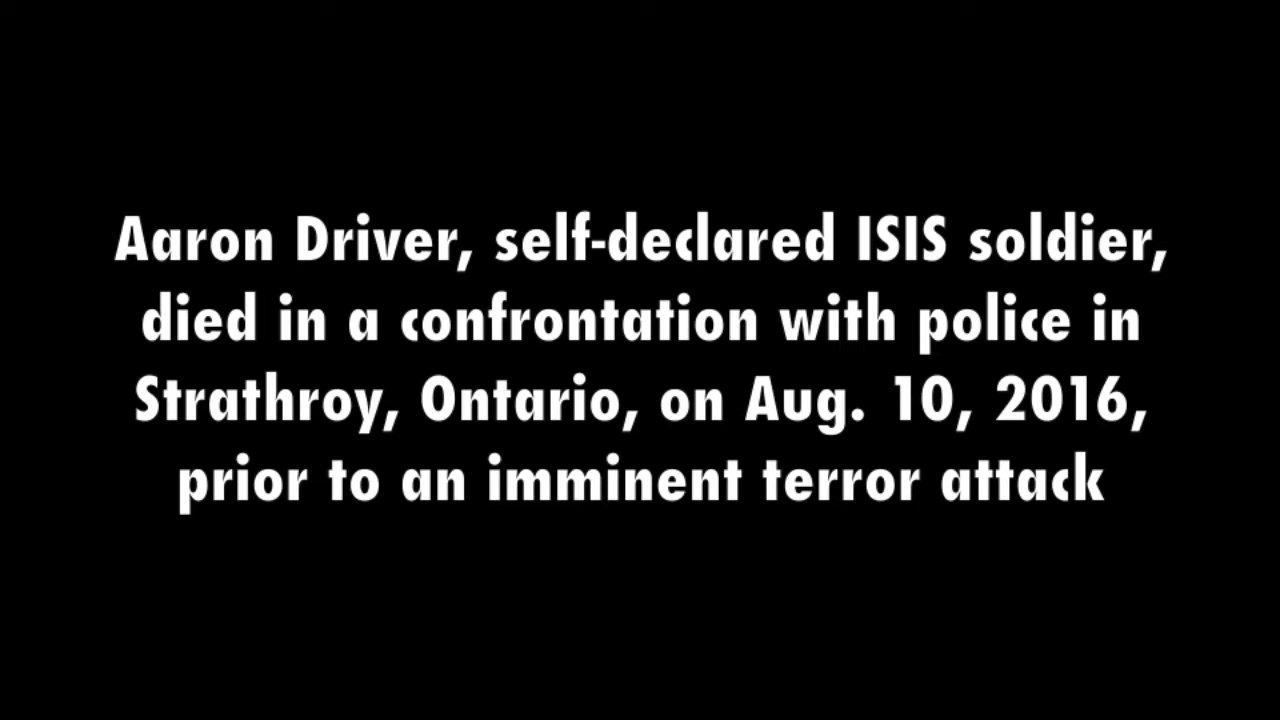 Aaron Driver, self-declared ISIS soldier,
died in a confrontation with police in
Strathroy, Ontario, on Aug. 10, 2016,
prior to an imminent terror attack